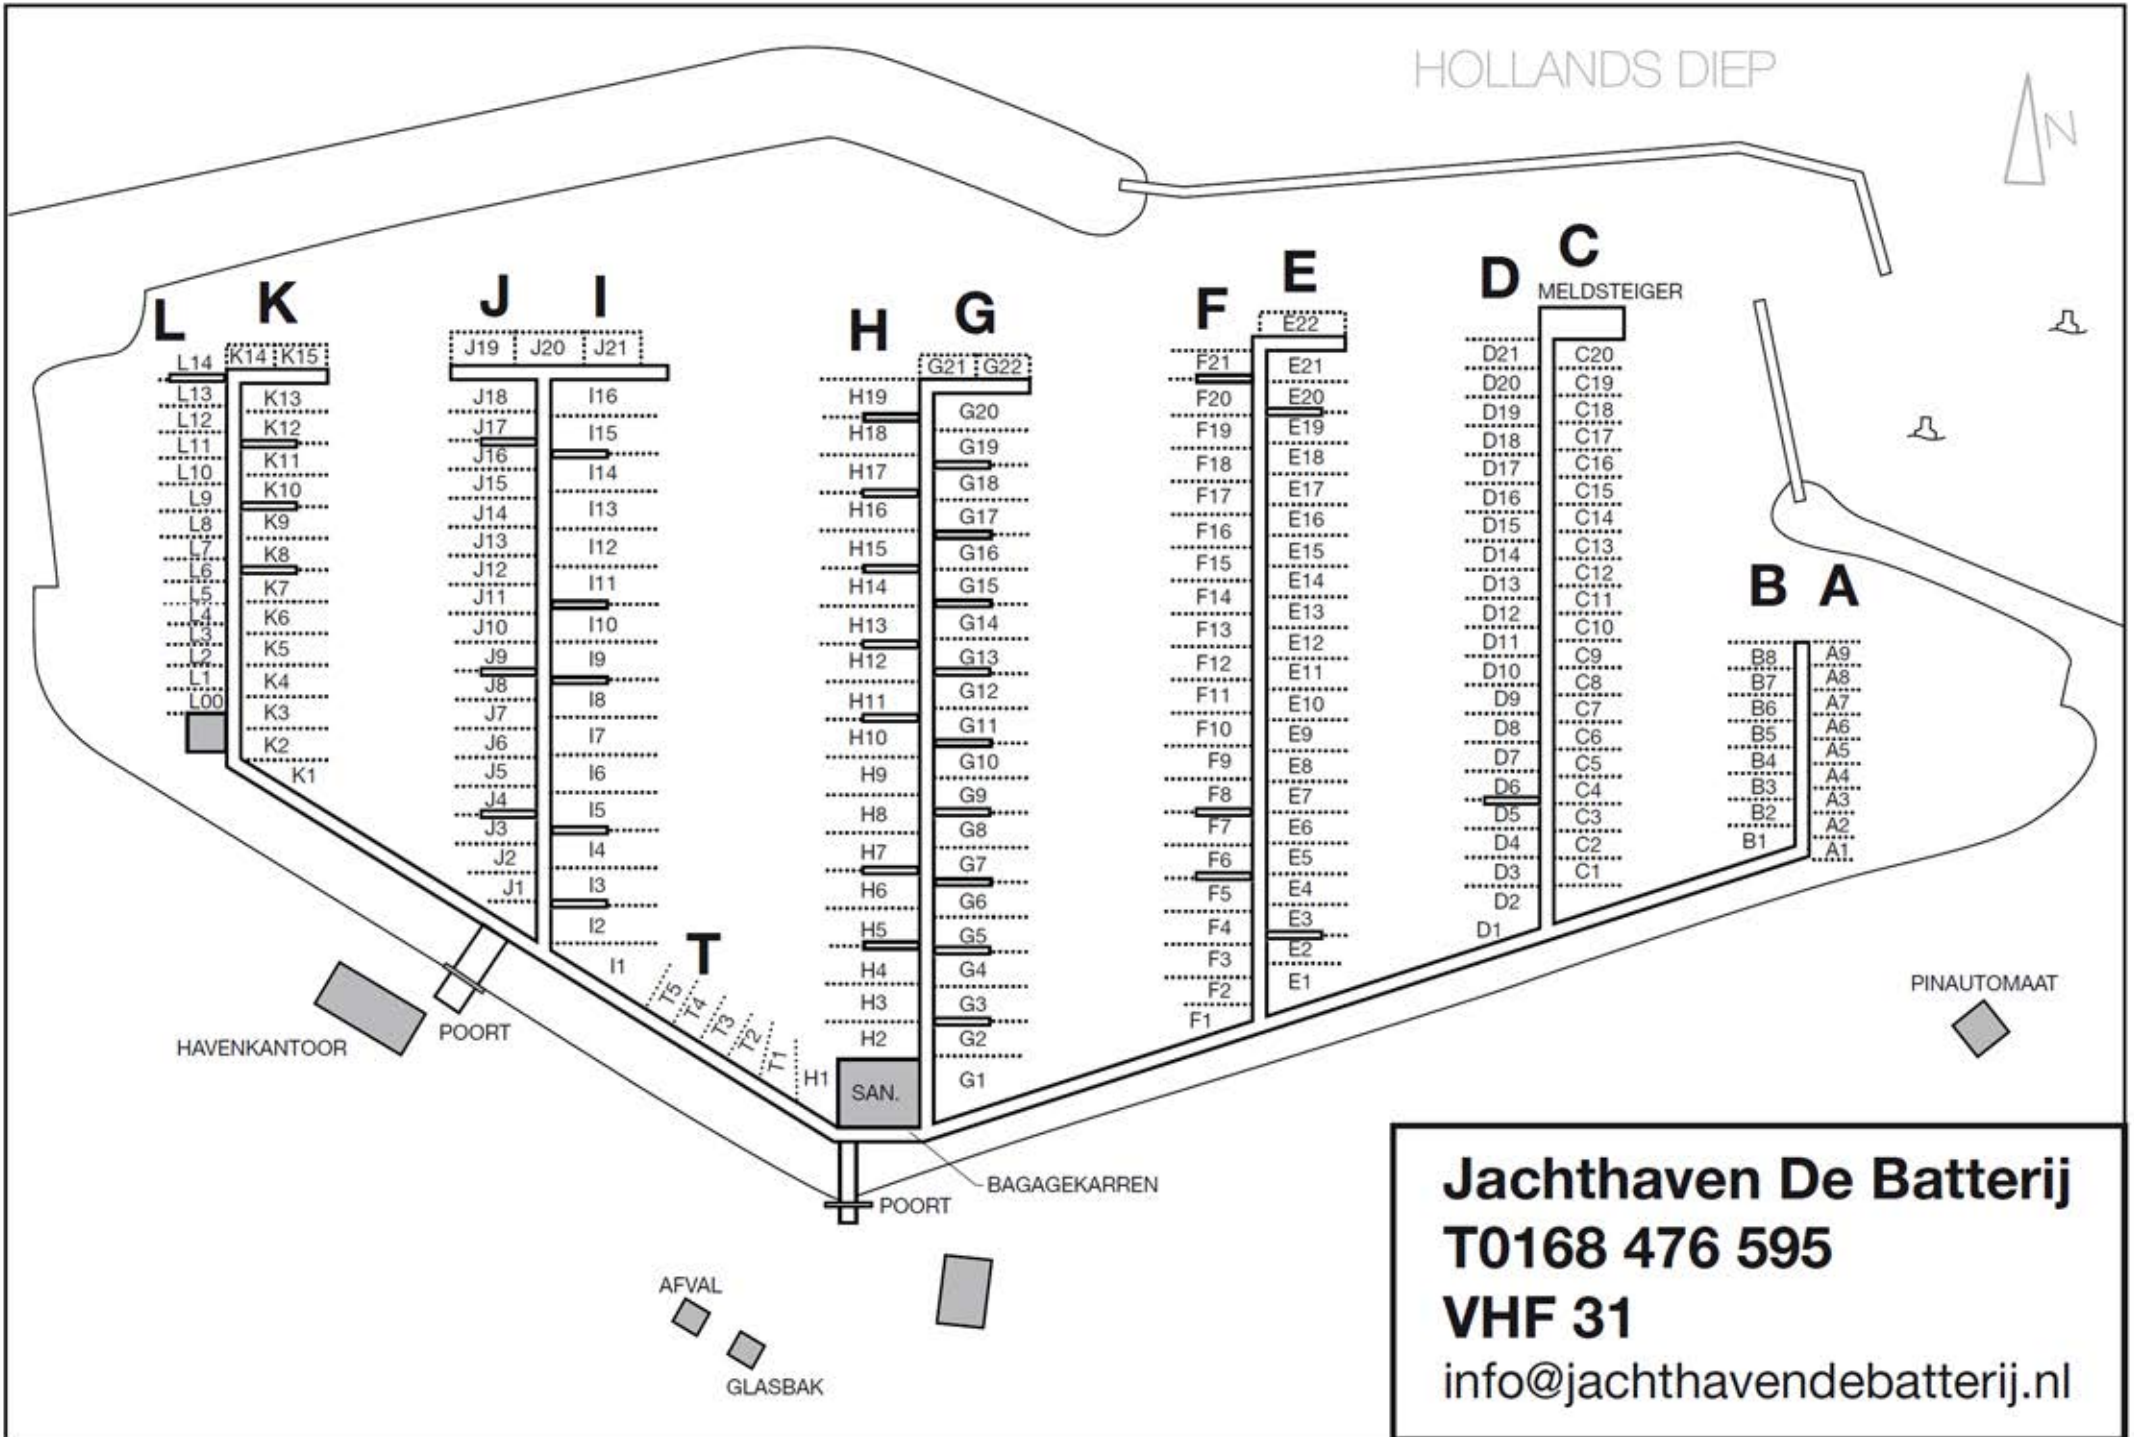 HOLLANDS DIEP
N
L
K
J
I
H
G
F
E
D
C
MELDSTEIGER
B
A
T
L14
L13
L12
L11
L10
L9
L8
L7
L6
L5
L4
L3
L2
L1
L00
K14 K15
K13
K12
K11
K10
K9
K8
K7
K6
K5
K4
K3
K2
K1
J19 J20 J21
J18
J17
J16
J15
J14
J13
J12
J11
J10
J9
J8
J7
J6
J5
J4
J3
J2
J1
I16
I15
I14
I13
I12
I11
I10
I9
I8
I7
I6
I5
I4
I3
I2
I1
T5
T4
T3
T2
T1
H19
H18
H17
H16
H15
H14
H13
H12
H11
H10
H9
H8
H7
H6
H5
H4
H3
H2
H1
SAN.
G21 G22
G20
G19
G18
G17
G16
G15
G14
G13
G12
G11
G10
G9
G8
G7
G6
G5
G4
G3
G2
G1
F21
F20
F19
F18
F17
F16
F15
F14
F13
F12
F11
F10
F9
F8
F7
F6
F5
F4
F3
F2
F1
E22
E21
E20
E19
E18
E17
E16
E15
E14
E13
E12
E11
E10
E9
E8
E7
E6
E5
E4
E3
E2
E1
D21
D20
D19
D18
D17
D16
D15
D14
D13
D12
D11
D10
D9
D8
D7
D6
D5
D4
D3
D2
D1
C20
C19
C18
C17
C16
C15
C14
C13
C12
C11
C10
C9
C8
C7
C6
C5
C4
C3
C2
C1
B8
B7
B6
B5
B4
B3
B2
B1
A9
A8
A7
A6
A5
A4
A3
A2
A1
HAVENKANTOOR
POORT
PINAUTOMAAT
BAGAGEKARREN
POORT
AFVAL
GLASBAK
Jachthaven De Batterij
T0168 476 595
VHF 31
info@jachthavendebatterij.nl